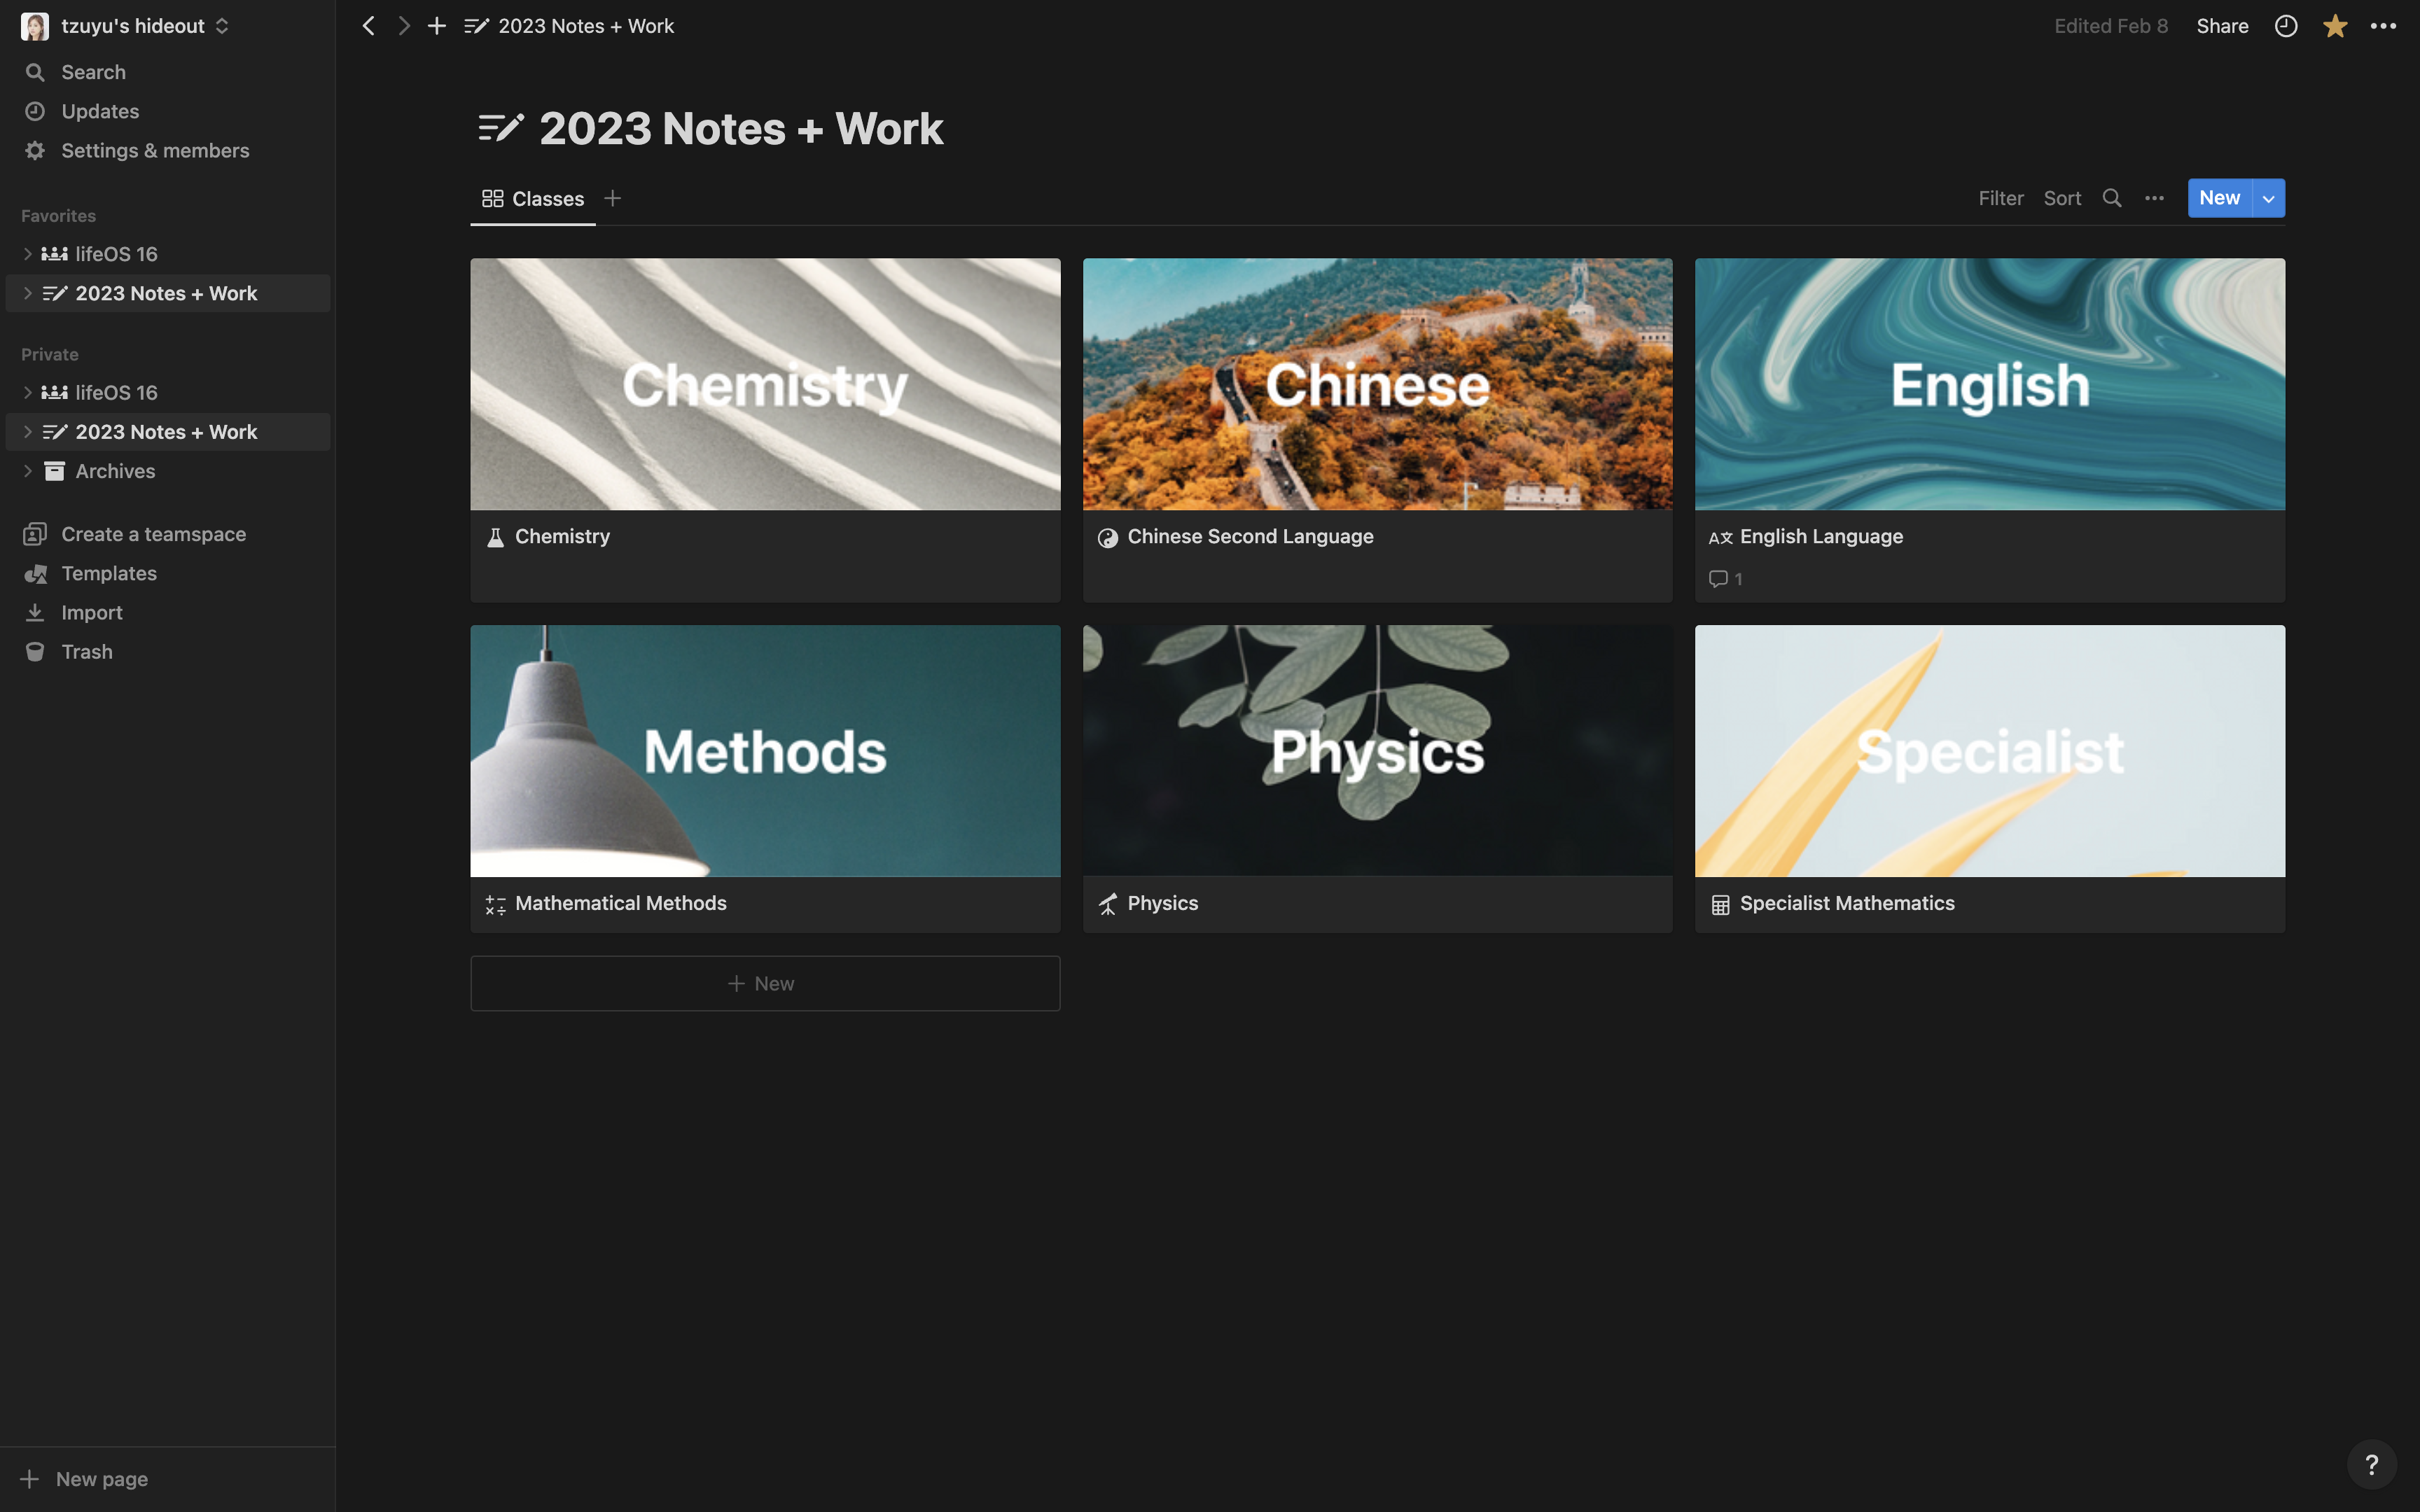 tzuyu's hideout
Search
Updates
Settings & members
Favorites
lifeOS 16
2023 Notes + Work
Private
lifeOS 16
2023 Notes + Work
Archives
Create a teamspace
Templates
Import
Trash
New page
2023 Notes + Work
Edited Feb 8 Share
2023 Notes + Work
Classes
Filter Sort New
Chemistry
Chemistry
Chinese
Chinese Second Language
English
English Language
1
Methods
Mathematical Methods
Physics
Physics
Specialist
Specialist Mathematics
New
?